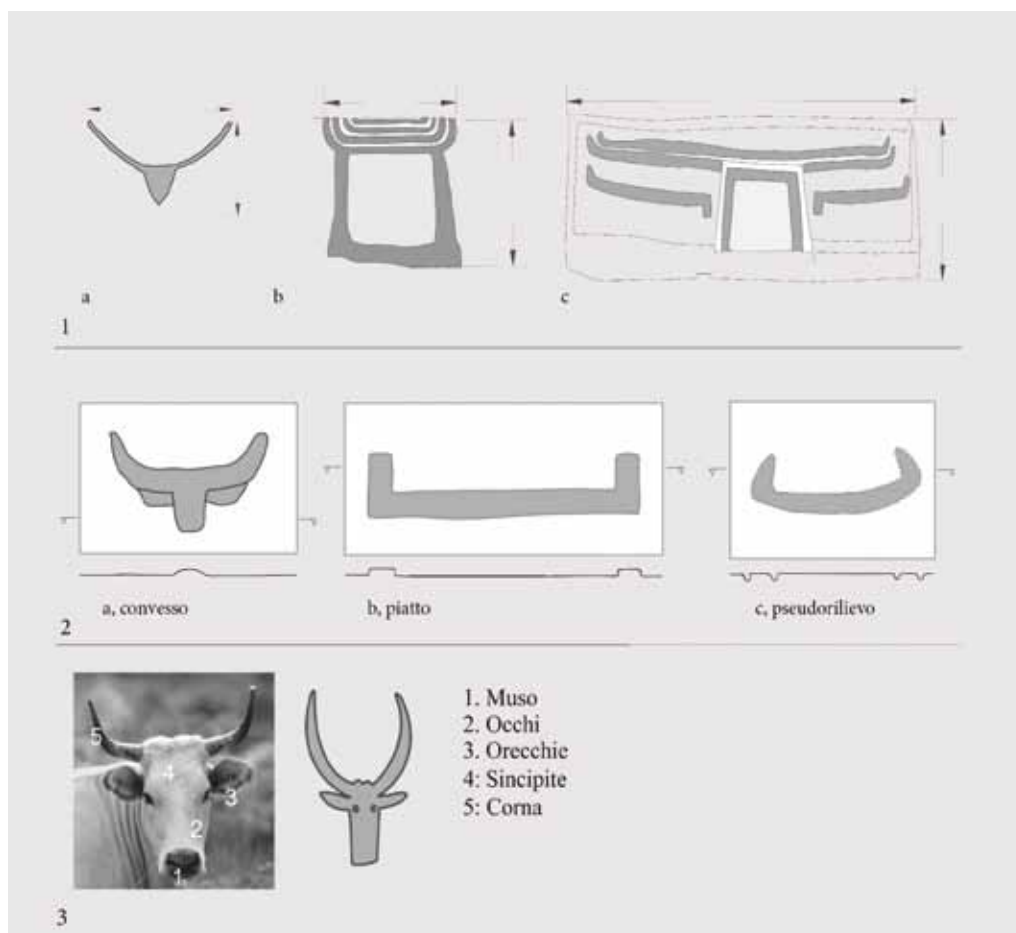 a
b
c
1
a, convesso
b, piatto
c, pseudorilievo
2
5
4
3
2
1
1. Muso
2. Occhi
3. Orecchie
4: Sincipite
5: Corna
3